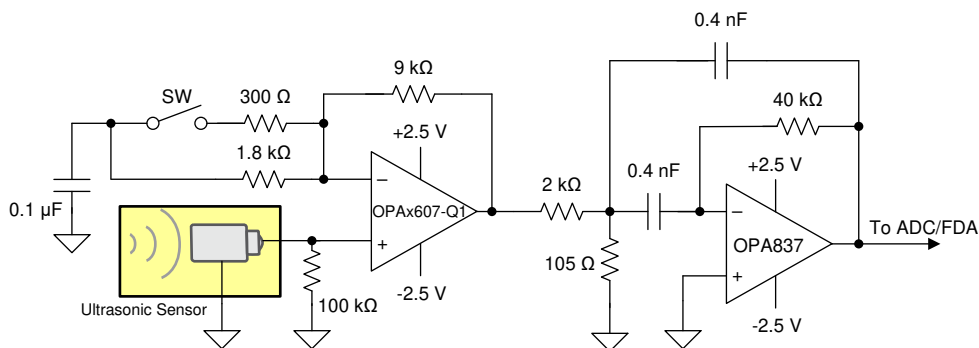 0.4 nF
9 kΩ
SW
300 Ω
40 kΩ
+2.5 V
1.8 kΩ
+2.5 V
0.4 nF
2 kΩ
−
OPAx607-Q1
+
−
OPA837
+
To ADC/FDA
0.1 µF
105 Ω
-2.5 V
100 kΩ
-2.5 V
Ultrasonic Sensor